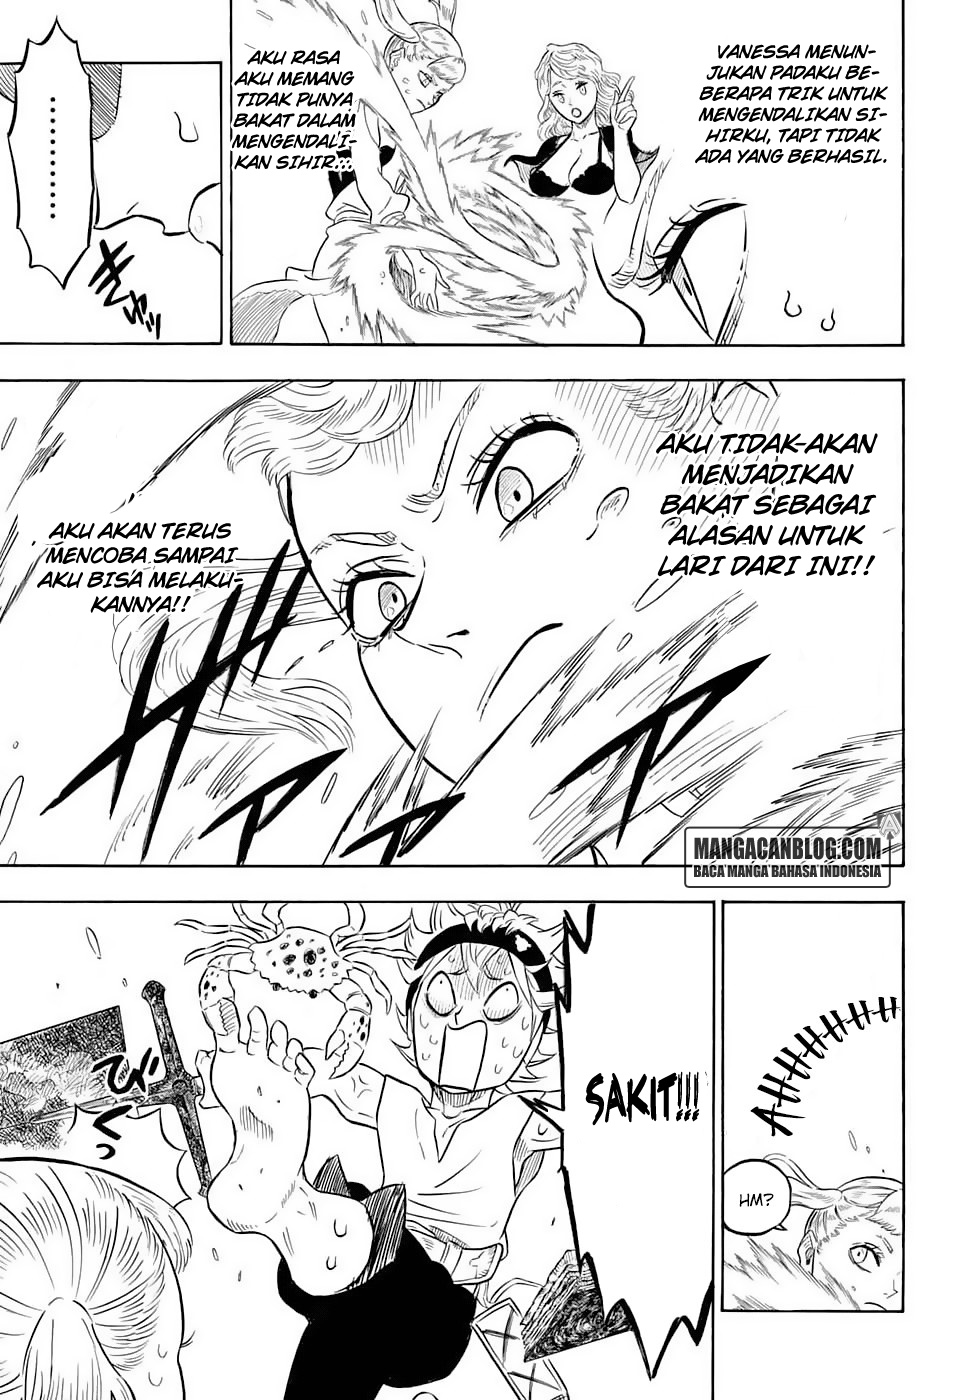 VANESSA MENUN-
JUKAN PADAKU BE-
BERAPA TRIK UNTUK
MENGENDALIKAN SI-
HIRKU, TAPI TIDAK
ADA YANG BERHASIL.
AKU RASA
AKU MEMANG
TIDAK PUNYA
BAKAT DALAM
MENGENDALI-
KAN SIHIR...
.........
AKU TIDAK-AKAN
MENJADIKAN
BAKAT SEBAGAI
ALASAN UNTUK
LARI DARI INI!!
AKU AKAN TERUS
MENCOBA SAMPAI
AKU BISA MELAKU-
KANNYA!!
MANGACANBLOG.COM
BACA MANGA BAHASA INDONESIA
AHHHHHH
HM?
SAKIT!!!